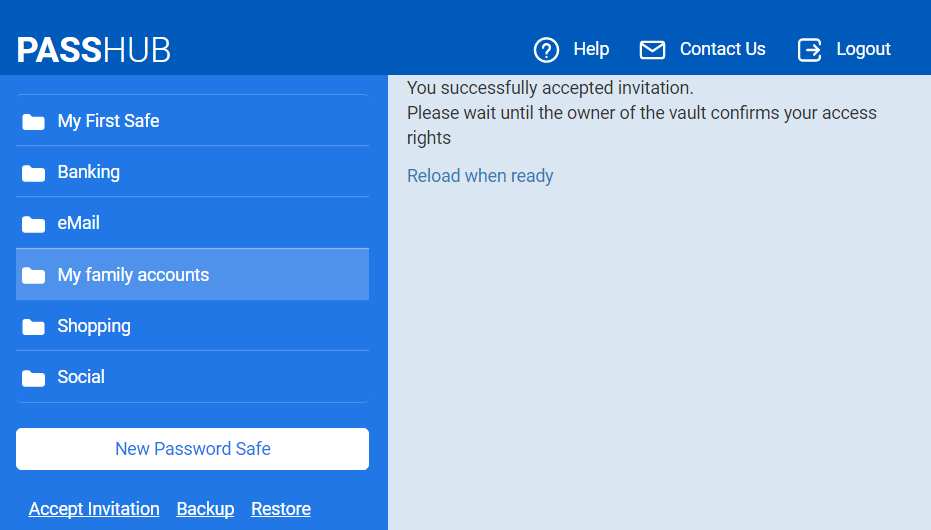 PASSHUB
Help
Contact Us
Logout
My First Safe
Banking
eMail
My family accounts
Shopping
Social
New Password Safe
Accept Invitation Backup Restore
You successfully accepted invitation.
Please wait until the owner of the vault confirms your access
rights
Reload when ready